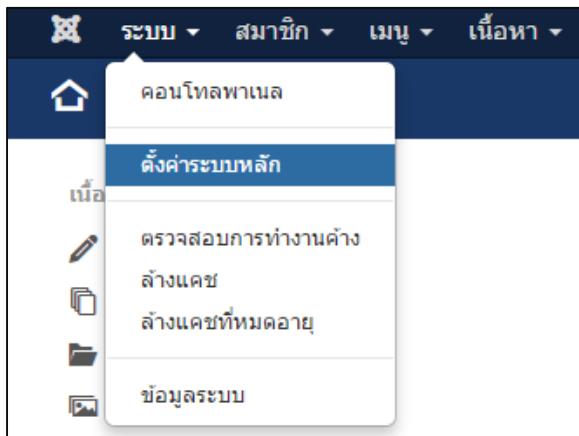 ระบบ สมาชิก เมนู เนื้อหา
คอนโทลพาเนล
ตั้งค่าระบบหลัก
เนื้อ
ตรวจสอบการทำงานค้าง
ล้างแคช
ล้างแคชที่หมดอายุ
ข้อมูลระบบ